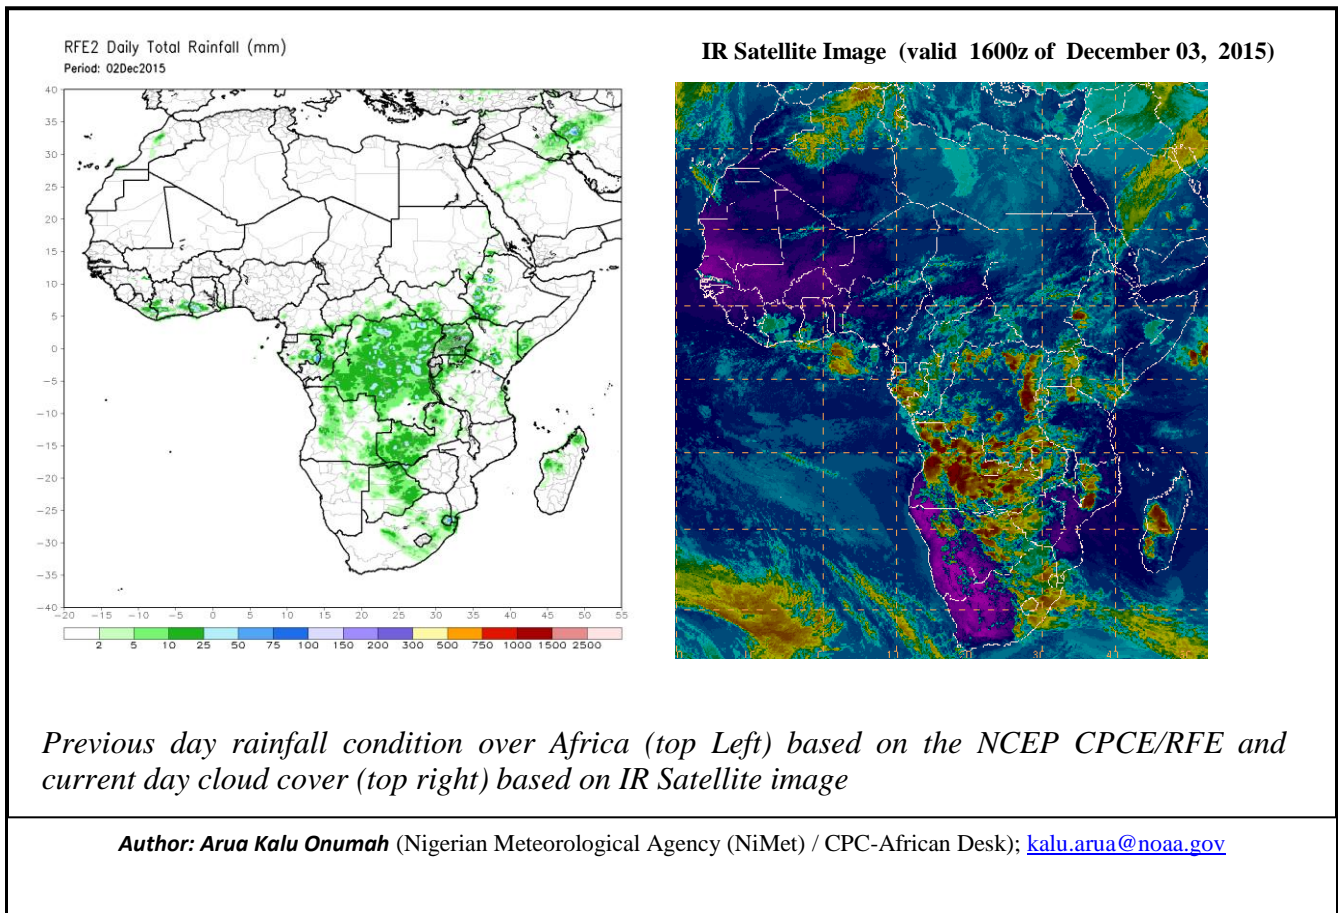 RFE2 Daily Total Rainfall (mm)
Period: 02Dec2015
IR Satellite Image (valid 1600z of December 03, 2015)
40
35
30
25
20
15
10
5
0
−5
−10
−15
−20
−25
−30
−35
−40
−20 −15 −10 −5 0 5 10 15 20 25 30 35 40 45 50 55
2 5 10 25 50 75 100 150 200 300 500 750 1000 1500 2500
Previous day rainfall condition over Africa (top Left) based on the NCEP CPCE/RFE and
current day cloud cover (top right) based on IR Satellite image
Author: Arua Kalu Onumah (Nigerian Meteorological Agency (NiMet) / CPC-African Desk); kalu.arua@noaa.gov